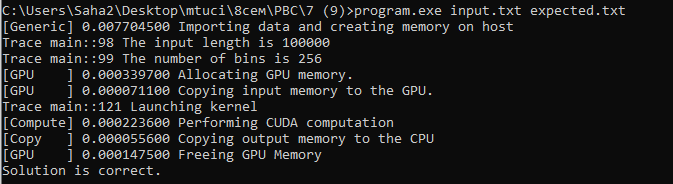 C:\Users\Saha2\Desktop\mtuci\8сем\РВС\7 (9)>program.exe input.txt expected.txt
[Generic] 0.007704500 Importing data and creating memory on host
Trace main::98 The input length is 100000
Trace main::99 The number of bins is 256
[GPU    ] 0.000339700 Allocating GPU memory.
[GPU    ] 0.000071100 Copying input memory to the GPU.
Trace main::121 Launching kernel
[Compute] 0.000223600 Performing CUDA computation
[Copy   ] 0.000055600 Copying output memory to the CPU
[GPU    ] 0.000147500 Freeing GPU Memory
Solution is correct.